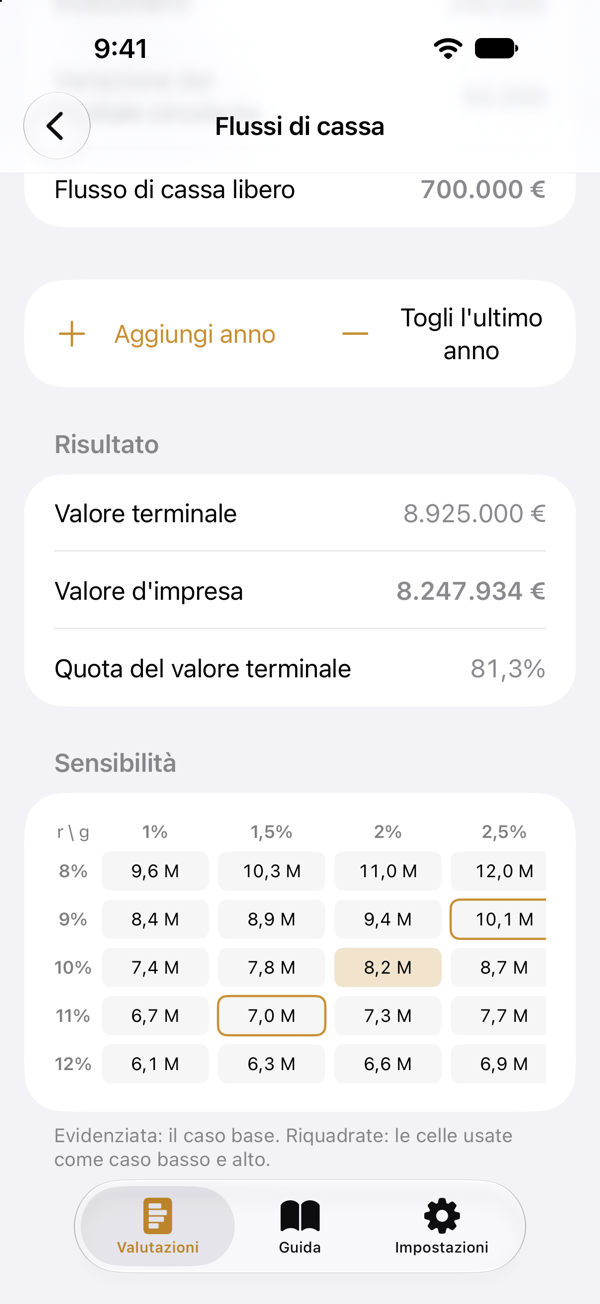 9:41
Flussi di cassa
Flusso di cassa libero 700.000 €
Aggiungi anno
Togli l'ultimo
anno
Risultato
Valore terminale 8.925.000 €
Valore d'impresa 8.247.934 €
Quota del valore terminale 81,3%
Sensibilità
r \ g 1% 1,5% 2% 2,5%
8% 9,6 M 10,3 M 11,0 M 12,0 M
9% 8,4 M 8,9 M 9,4 M 10,1 M
10% 7,4 M 7,8 M 8,2 M 8,7 M
11% 6,7 M 7,0 M 7,3 M 7,7 M
12% 6,1 M 6,3 M 6,6 M 6,9 M
Evidenziata: il caso base. Riquadrate: le celle usate
come caso basso e alto.
Valutazioni Guida Impostazioni